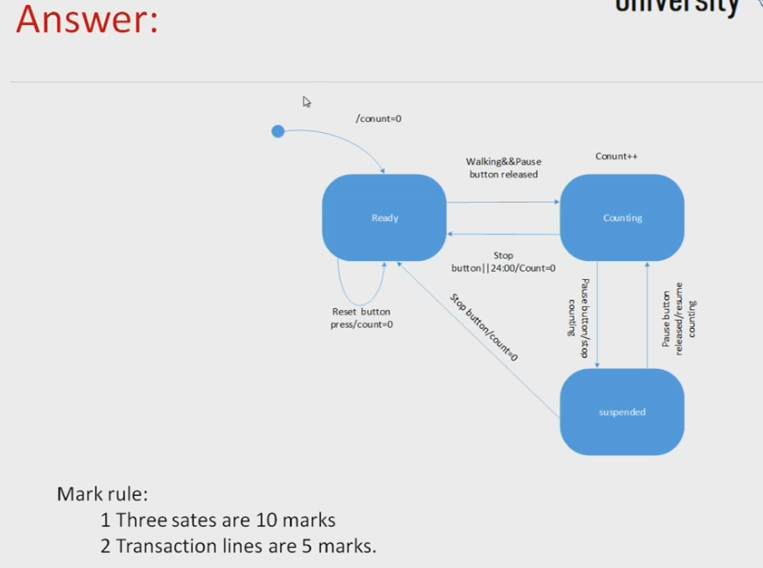 University
Answer:
/conunt=0
Walking&&Pause
button released
Conunt++
Ready
Counting
Stop
button||24:00/Count=0
Reset button
press/count=0
Stop button/count=0
Pause button/stop
counting
Pause button
released/resume
counting
suspended
Mark rule:
1 Three sates are 10 marks
2 Transaction lines are 5 marks.